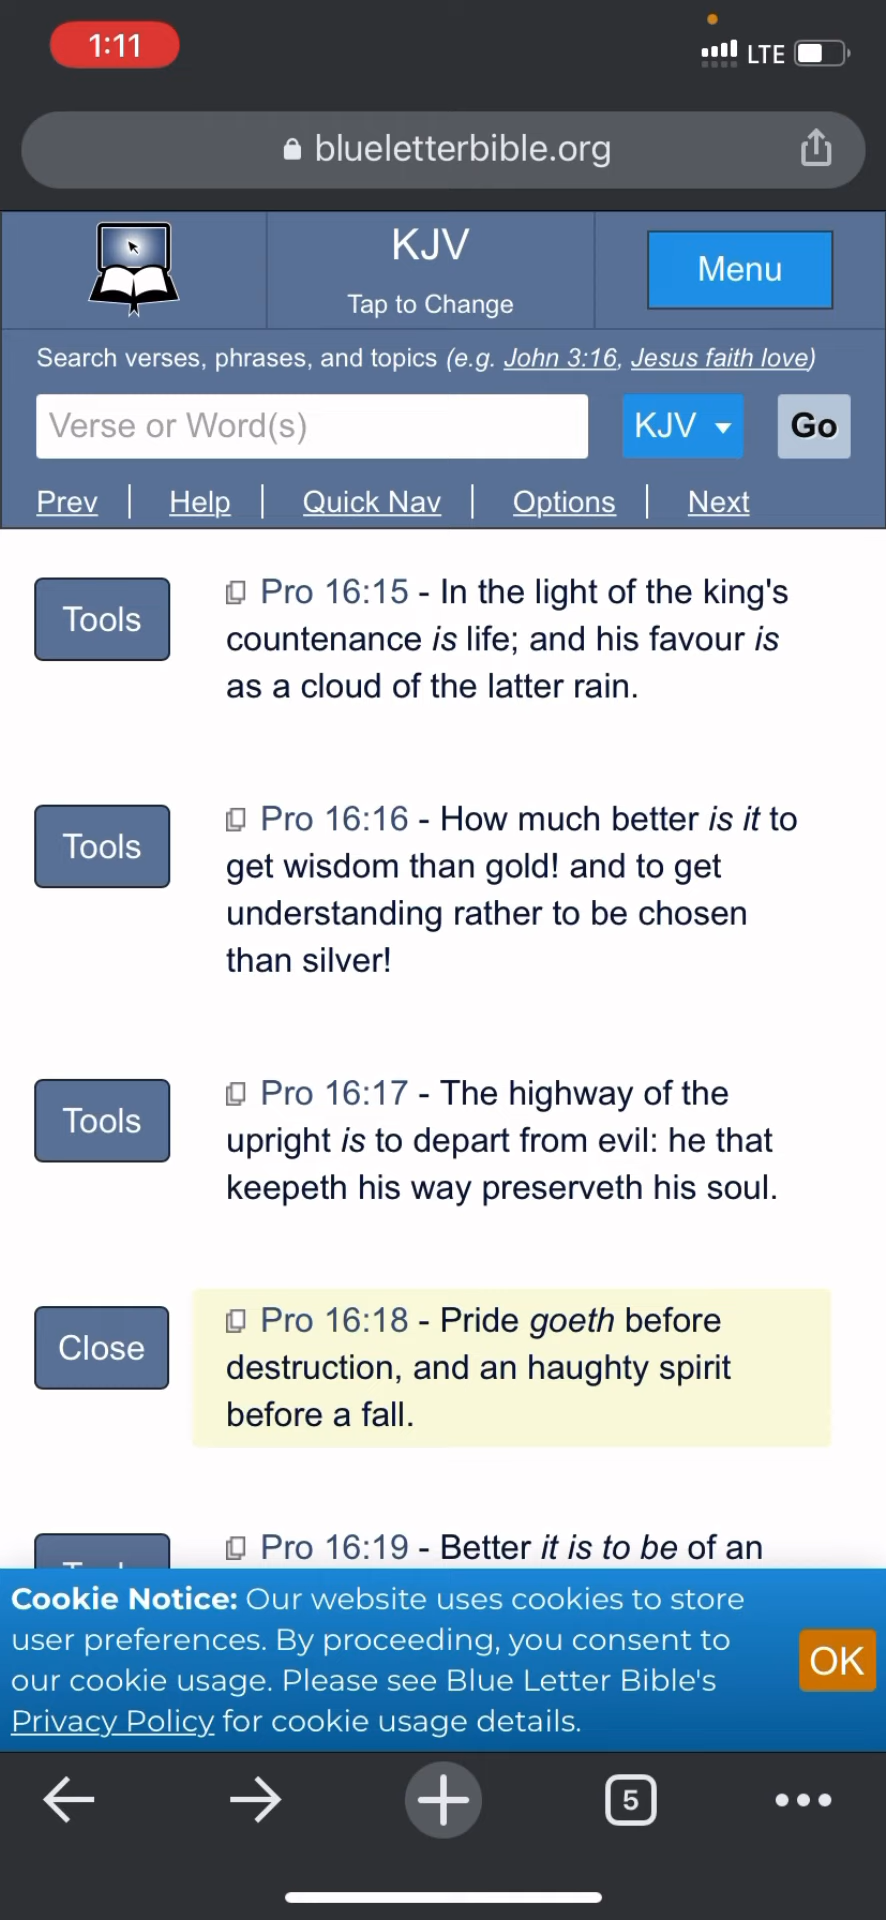 1:11
LTE
blueletterbible.org
KJV
Tap to Change
Menu
Search verses, phrases, and topics (e.g. John 3:16, Jesus faith love)
Verse or Word(s)
KJV
Go
Prev | Help | Quick Nav | Options | Next
Tools
Pro 16:15 - In the light of the king's
countenance is life; and his favour is
as a cloud of the latter rain.
Tools
Pro 16:16 - How much better is it to
get wisdom than gold! and to get
understanding rather to be chosen
than silver!
Tools
Pro 16:17 - The highway of the
upright is to depart from evil: he that
keepeth his way preserveth his soul.
Close
Pro 16:18 - Pride goeth before
destruction, and an haughty spirit
before a fall.
Pro 16:19 - Better it is to be of an
Cookie Notice: Our website uses cookies to store
user preferences. By proceeding, you consent to
our cookie usage. Please see Blue Letter Bible's
Privacy Policy for cookie usage details.
OK
5